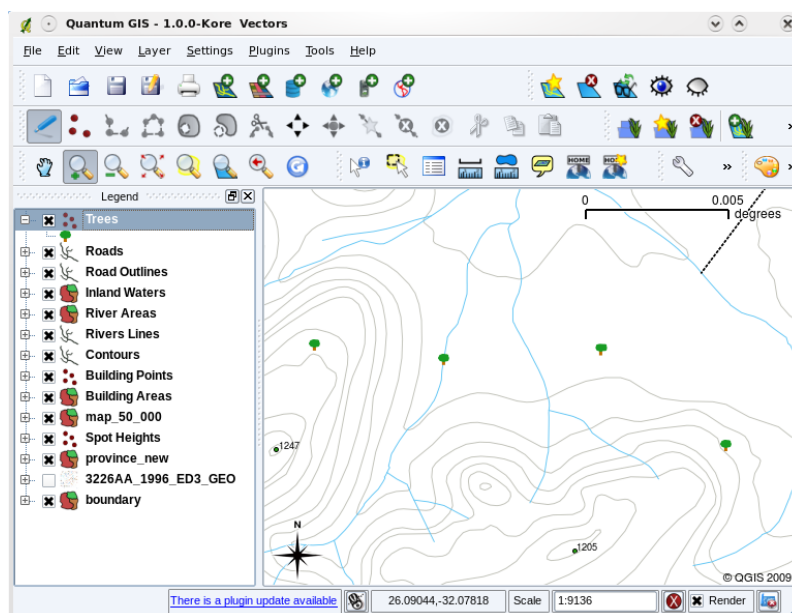 Quantum GIS - 1.0.0-Kore Vectors
File Edit View Layer Settings Plugins Tools Help
HOME HOME
Legend
Trees
Roads
Road Outlines
Inland Waters
River Areas
Rivers Lines
Contours
Building Points
Building Areas
map_50_000
Spot Heights
province_new
3226AA_1996_ED3_GEO
boundary
0 0.005
degrees
1247
N
1205
© QGIS 2009
There is a plugin update available 26.09044,-32.07818 Scale 1:9136 Render